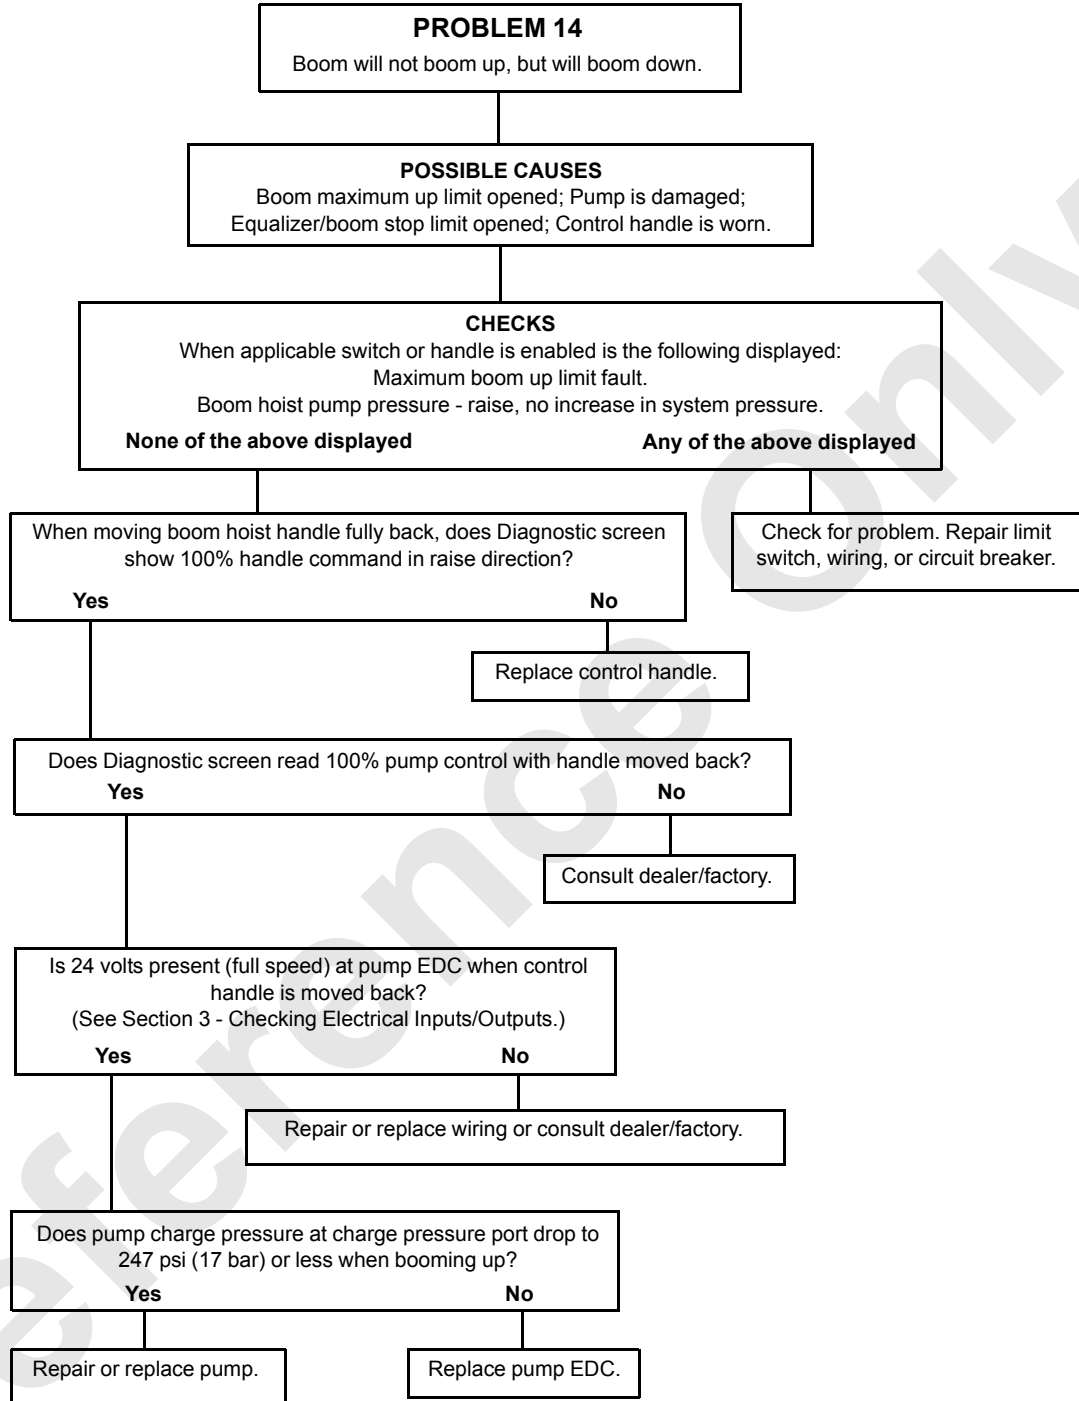 PROBLEM 14
Boom will not boom up, but will boom down.
POSSIBLE CAUSES
Boom maximum up limit opened; Pump is damaged;
Equalizer/boom stop limit opened; Control handle is worn.
CHECKS
When applicable switch or handle is enabled is the following displayed:
Maximum boom up limit fault.
Boom hoist pump pressure - raise, no increase in system pressure.
None of the above displayed
Any of the above displayed
When moving boom hoist handle fully back, does Diagnostic screen
show 100% handle command in raise direction?
Yes
No
Check for problem. Repair limit
switch, wiring, or circuit breaker.
Replace control handle.
Does Diagnostic screen read 100% pump control with handle moved back?
Yes
No
Consult dealer/factory.
Is 24 volts present (full speed) at pump EDC when control
handle is moved back?
(See Section 3 - Checking Electrical Inputs/Outputs.)
Yes
No
Repair or replace wiring or consult dealer/factory.
Does pump charge pressure at charge pressure port drop to
247 psi (17 bar) or less when booming up?
Yes
No
Repair or replace pump.
Replace pump EDC.
eference Only